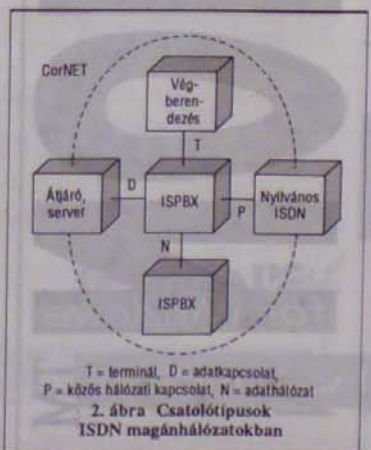 CorNET
Vég-
beren-
dezés
T
Átjáró,
server
D
ISPBX
P
Nyilvános
ISDN
N
ISPBX
T = terminál, D = adatkapcsolat,
P = közös hálózati kapcsolat, N = adathálózat
2. ábra Csatolótípusok
ISDN magánhálózatokban